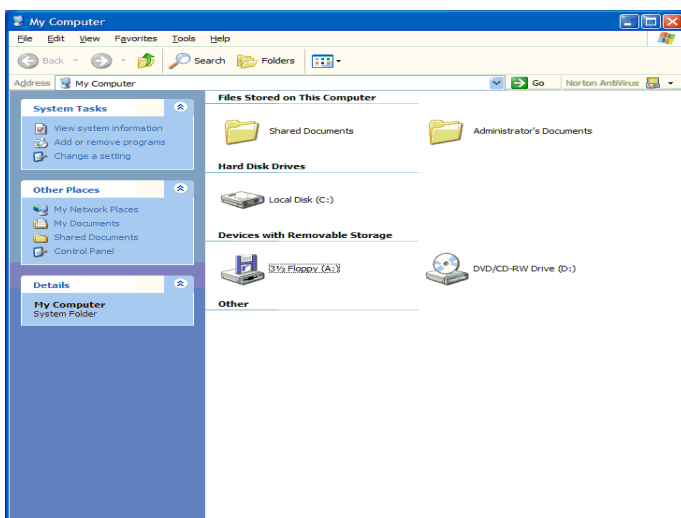 My Computer
File Edit View Favorites Tools Help
Back Search Folders
Address My Computer Go Norton AntiVirus
System Tasks
View system information
Add or remove programs
Change a setting
Other Places
My Network Places
My Documents
Shared Documents
Control Panel
Details
My Computer
System Folder
Files Stored on This Computer
Shared Documents Administrator's Documents
Hard Disk Drives
Local Disk (C:)
Devices with Removable Storage
3½ Floppy (A:) DVD/CD-RW Drive (D:)
Other